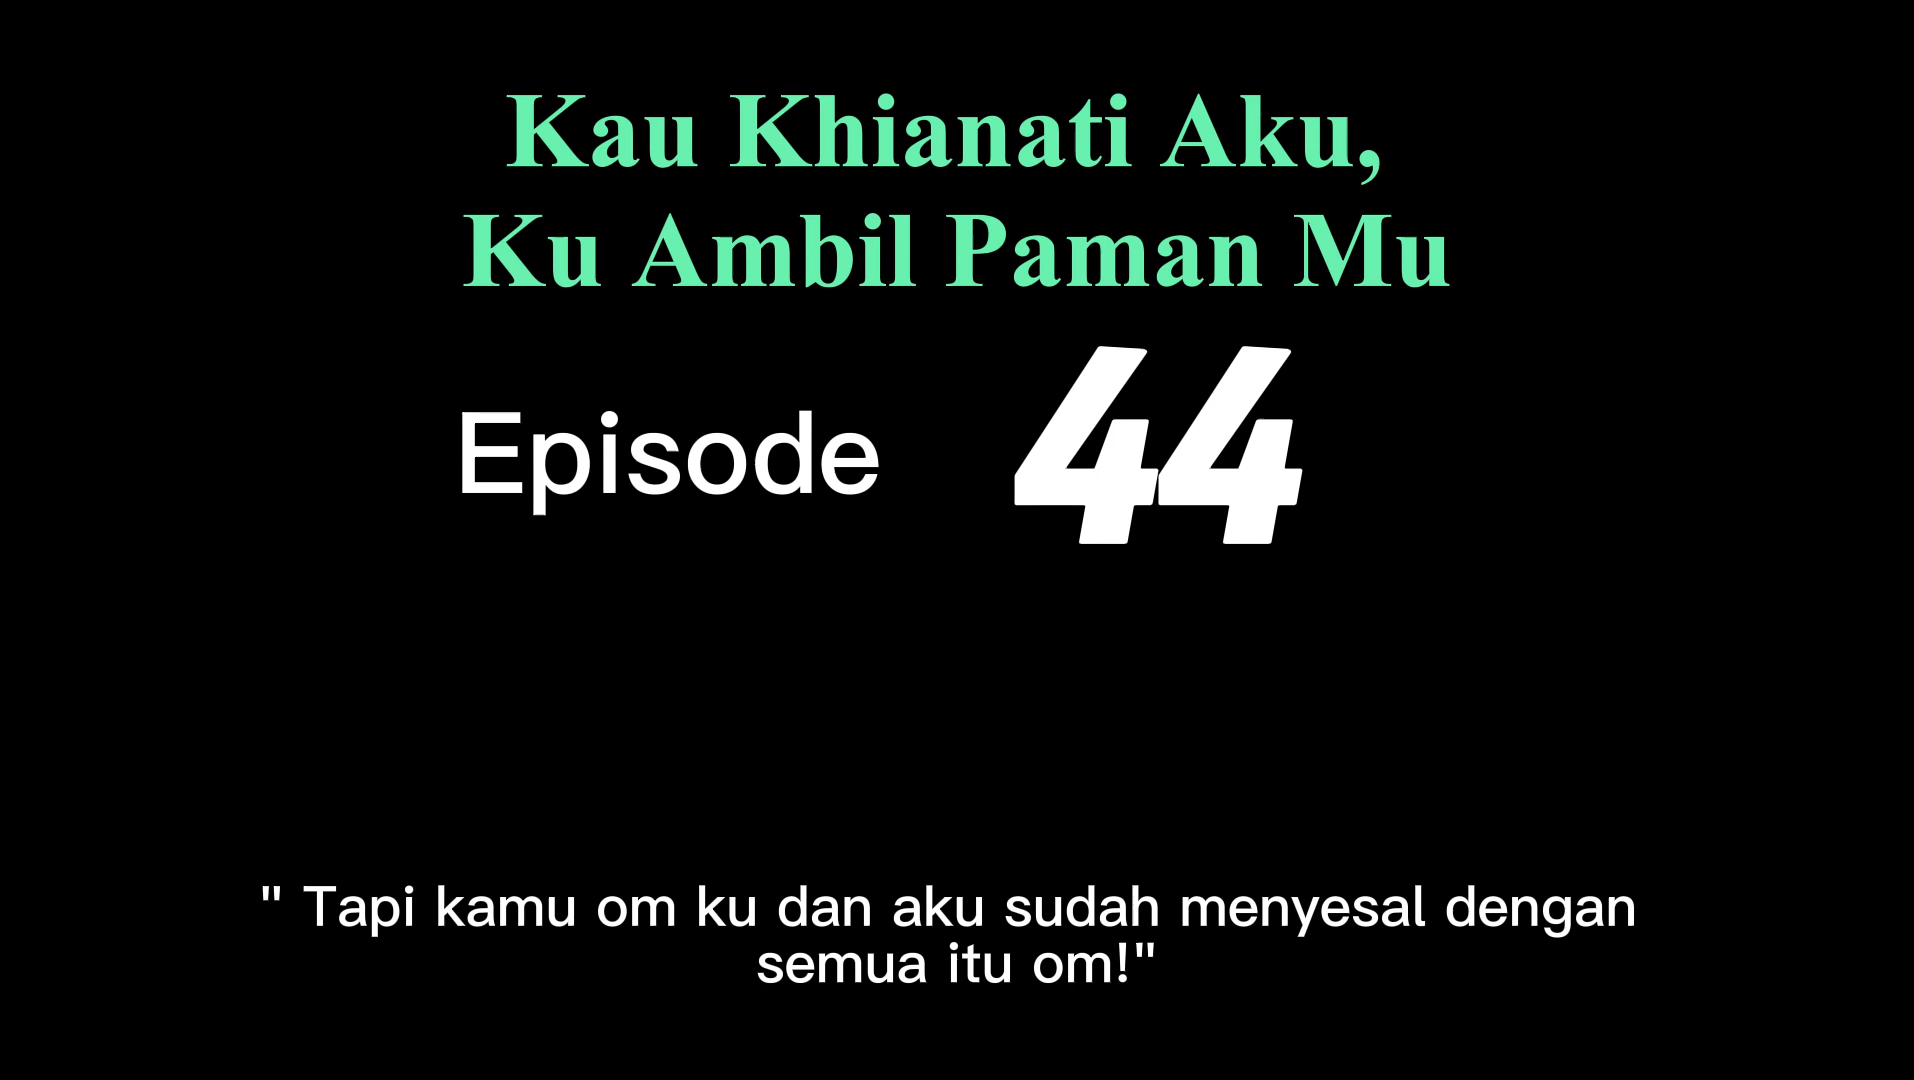 Kau Khianati Aku,
Ku Ambil Paman Mu
Episode 44
" Tapi kamu om ku dan aku sudah menyesal dengan
semua itu om!"